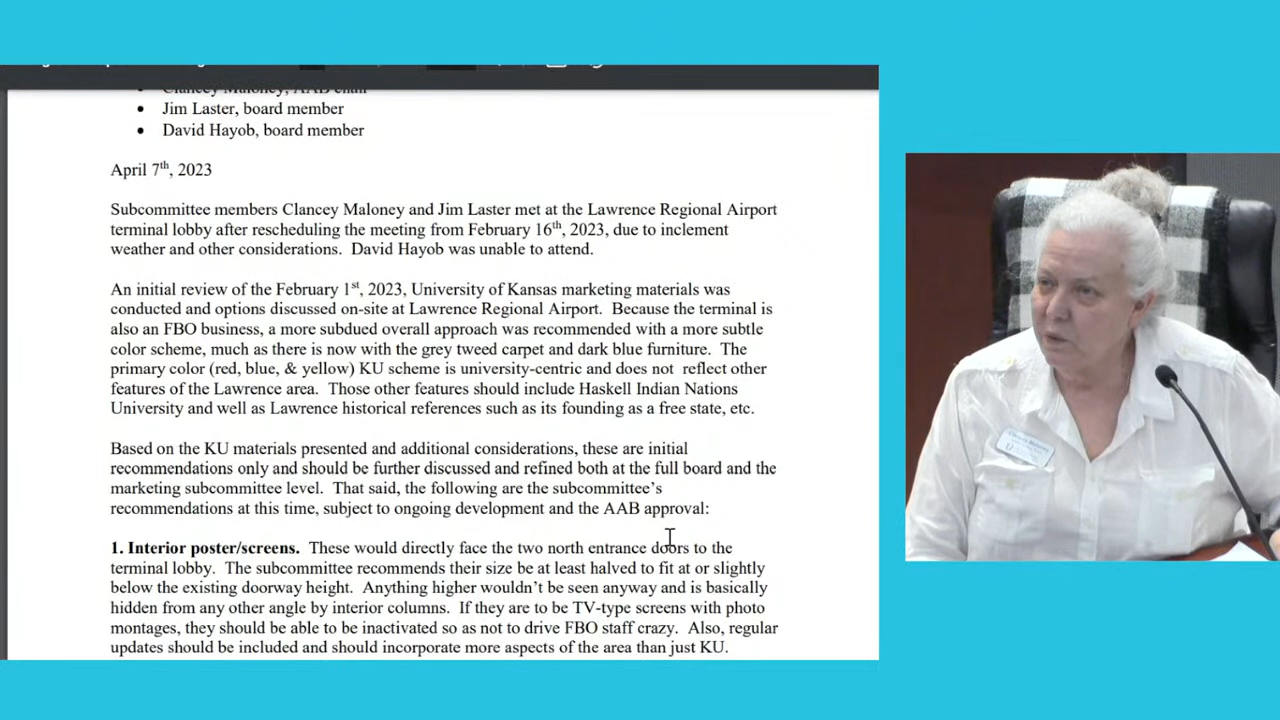 Clancey Maloney, AAB chair
• Jim Laster, board member
• David Hayob, board member
April 7th, 2023
Subcommittee members Clancey Maloney and Jim Laster met at the Lawrence Regional Airport
terminal lobby after rescheduling the meeting from February 16th, 2023, due to inclement
weather and other considerations. David Hayob was unable to attend.
An initial review of the February 1st, 2023, University of Kansas marketing materials was
conducted and options discussed on-site at Lawrence Regional Airport. Because the terminal is
also an FBO business, a more subdued overall approach was recommended with a more subtle
color scheme, much as there is now with the grey tweed carpet and dark blue furniture. The
primary color (red, blue, & yellow) KU scheme is university-centric and does not reflect other
features of the Lawrence area. Those other features should include Haskell Indian Nations
University and well as Lawrence historical references such as its founding as a free state, etc.
Based on the KU materials presented and additional considerations, these are initial
recommendations only and should be further discussed and refined both at the full board and the
marketing subcommittee level. That said, the following are the subcommittee's
recommendations at this time, subject to ongoing development and the AAB approval:
1. Interior poster/screens. These would directly face the two north entrance doors to the
terminal lobby. The subcommittee recommends their size be at least halved to fit at or slightly
below the existing doorway height. Anything higher wouldn't be seen anyway and is basically
hidden from any other angle by interior columns. If they are to be TV-type screens with photo
montages, they should be able to be inactivated so as not to drive FBO staff crazy. Also, regular
updates should be included and should incorporate more aspects of the area than just KU.